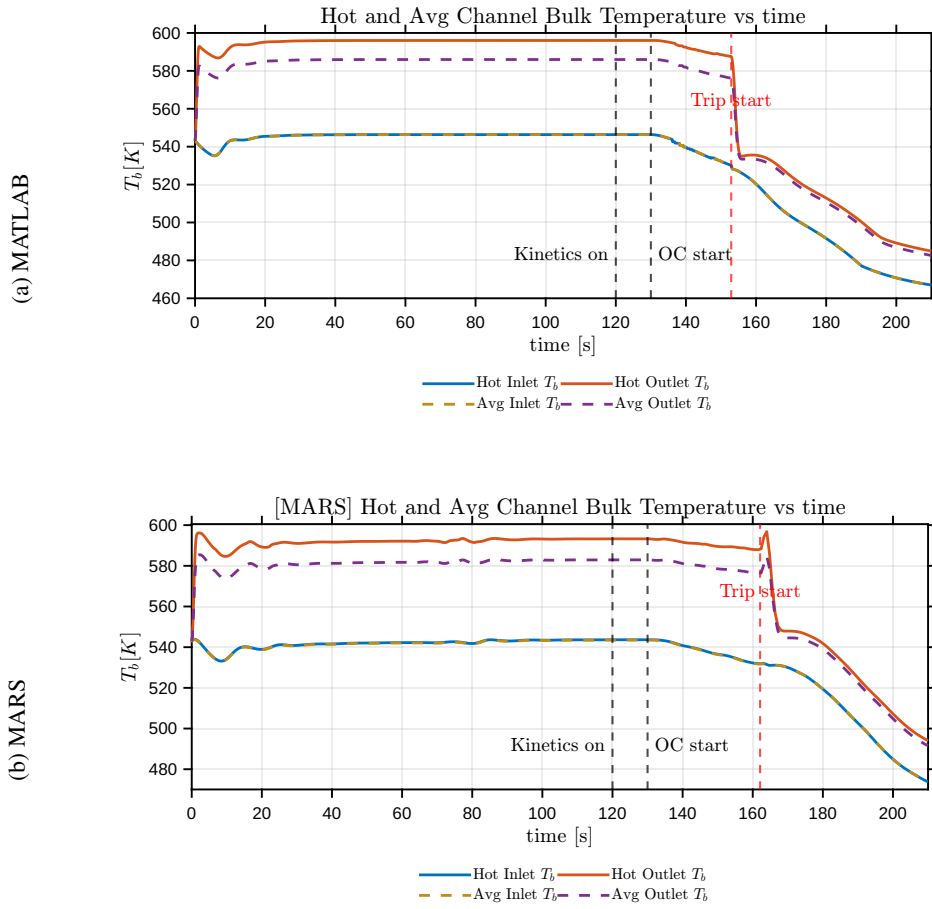 Hot and Avg Channel Bulk Temperature vs time
600
580
560
540
520
500
480
460
T_b[K]
Trip start
Kinetics on
OC start
0 20 40 60 80 100 120 140 160 180 200
time [s]
Hot Inlet T_b Hot Outlet T_b
Avg Inlet T_b Avg Outlet T_b
(a) MATLAB
[MARS] Hot and Avg Channel Bulk Temperature vs time
600
580
560
540
520
500
480
T_b[K]
Trip start
Kinetics on
OC start
0 20 40 60 80 100 120 140 160 180 200
time [s]
Hot Inlet T_b Hot Outlet T_b
Avg Inlet T_b Avg Outlet T_b
(b) MARS